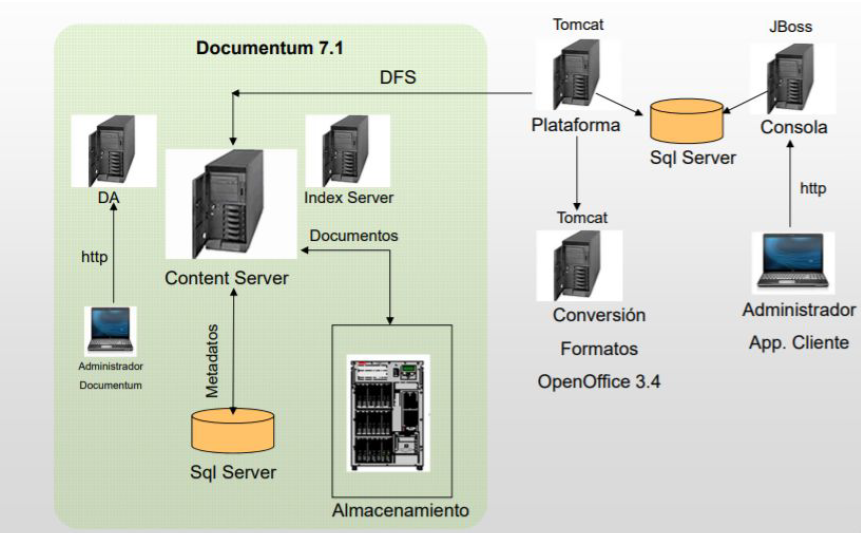 Documentum 7.1
DFS
DA
Index Server
http
Content Server
Documentos
Administrador
Documentum
Metadatos
Sql Server
Almacenamiento
Tomcat
Plataforma
Sql Server
JBoss
Consola
http
Tomcat
Conversión
Formatos
OpenOffice 3.4
Administrador
App. Cliente